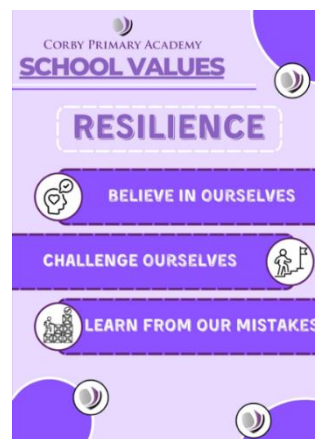 CORBY PRIMARY ACADEMY
SCHOOL VALUES
RESILIENCE
BELIEVE IN OURSELVES
CHALLENGE OURSELVES
LEARN FROM OUR MISTAKES